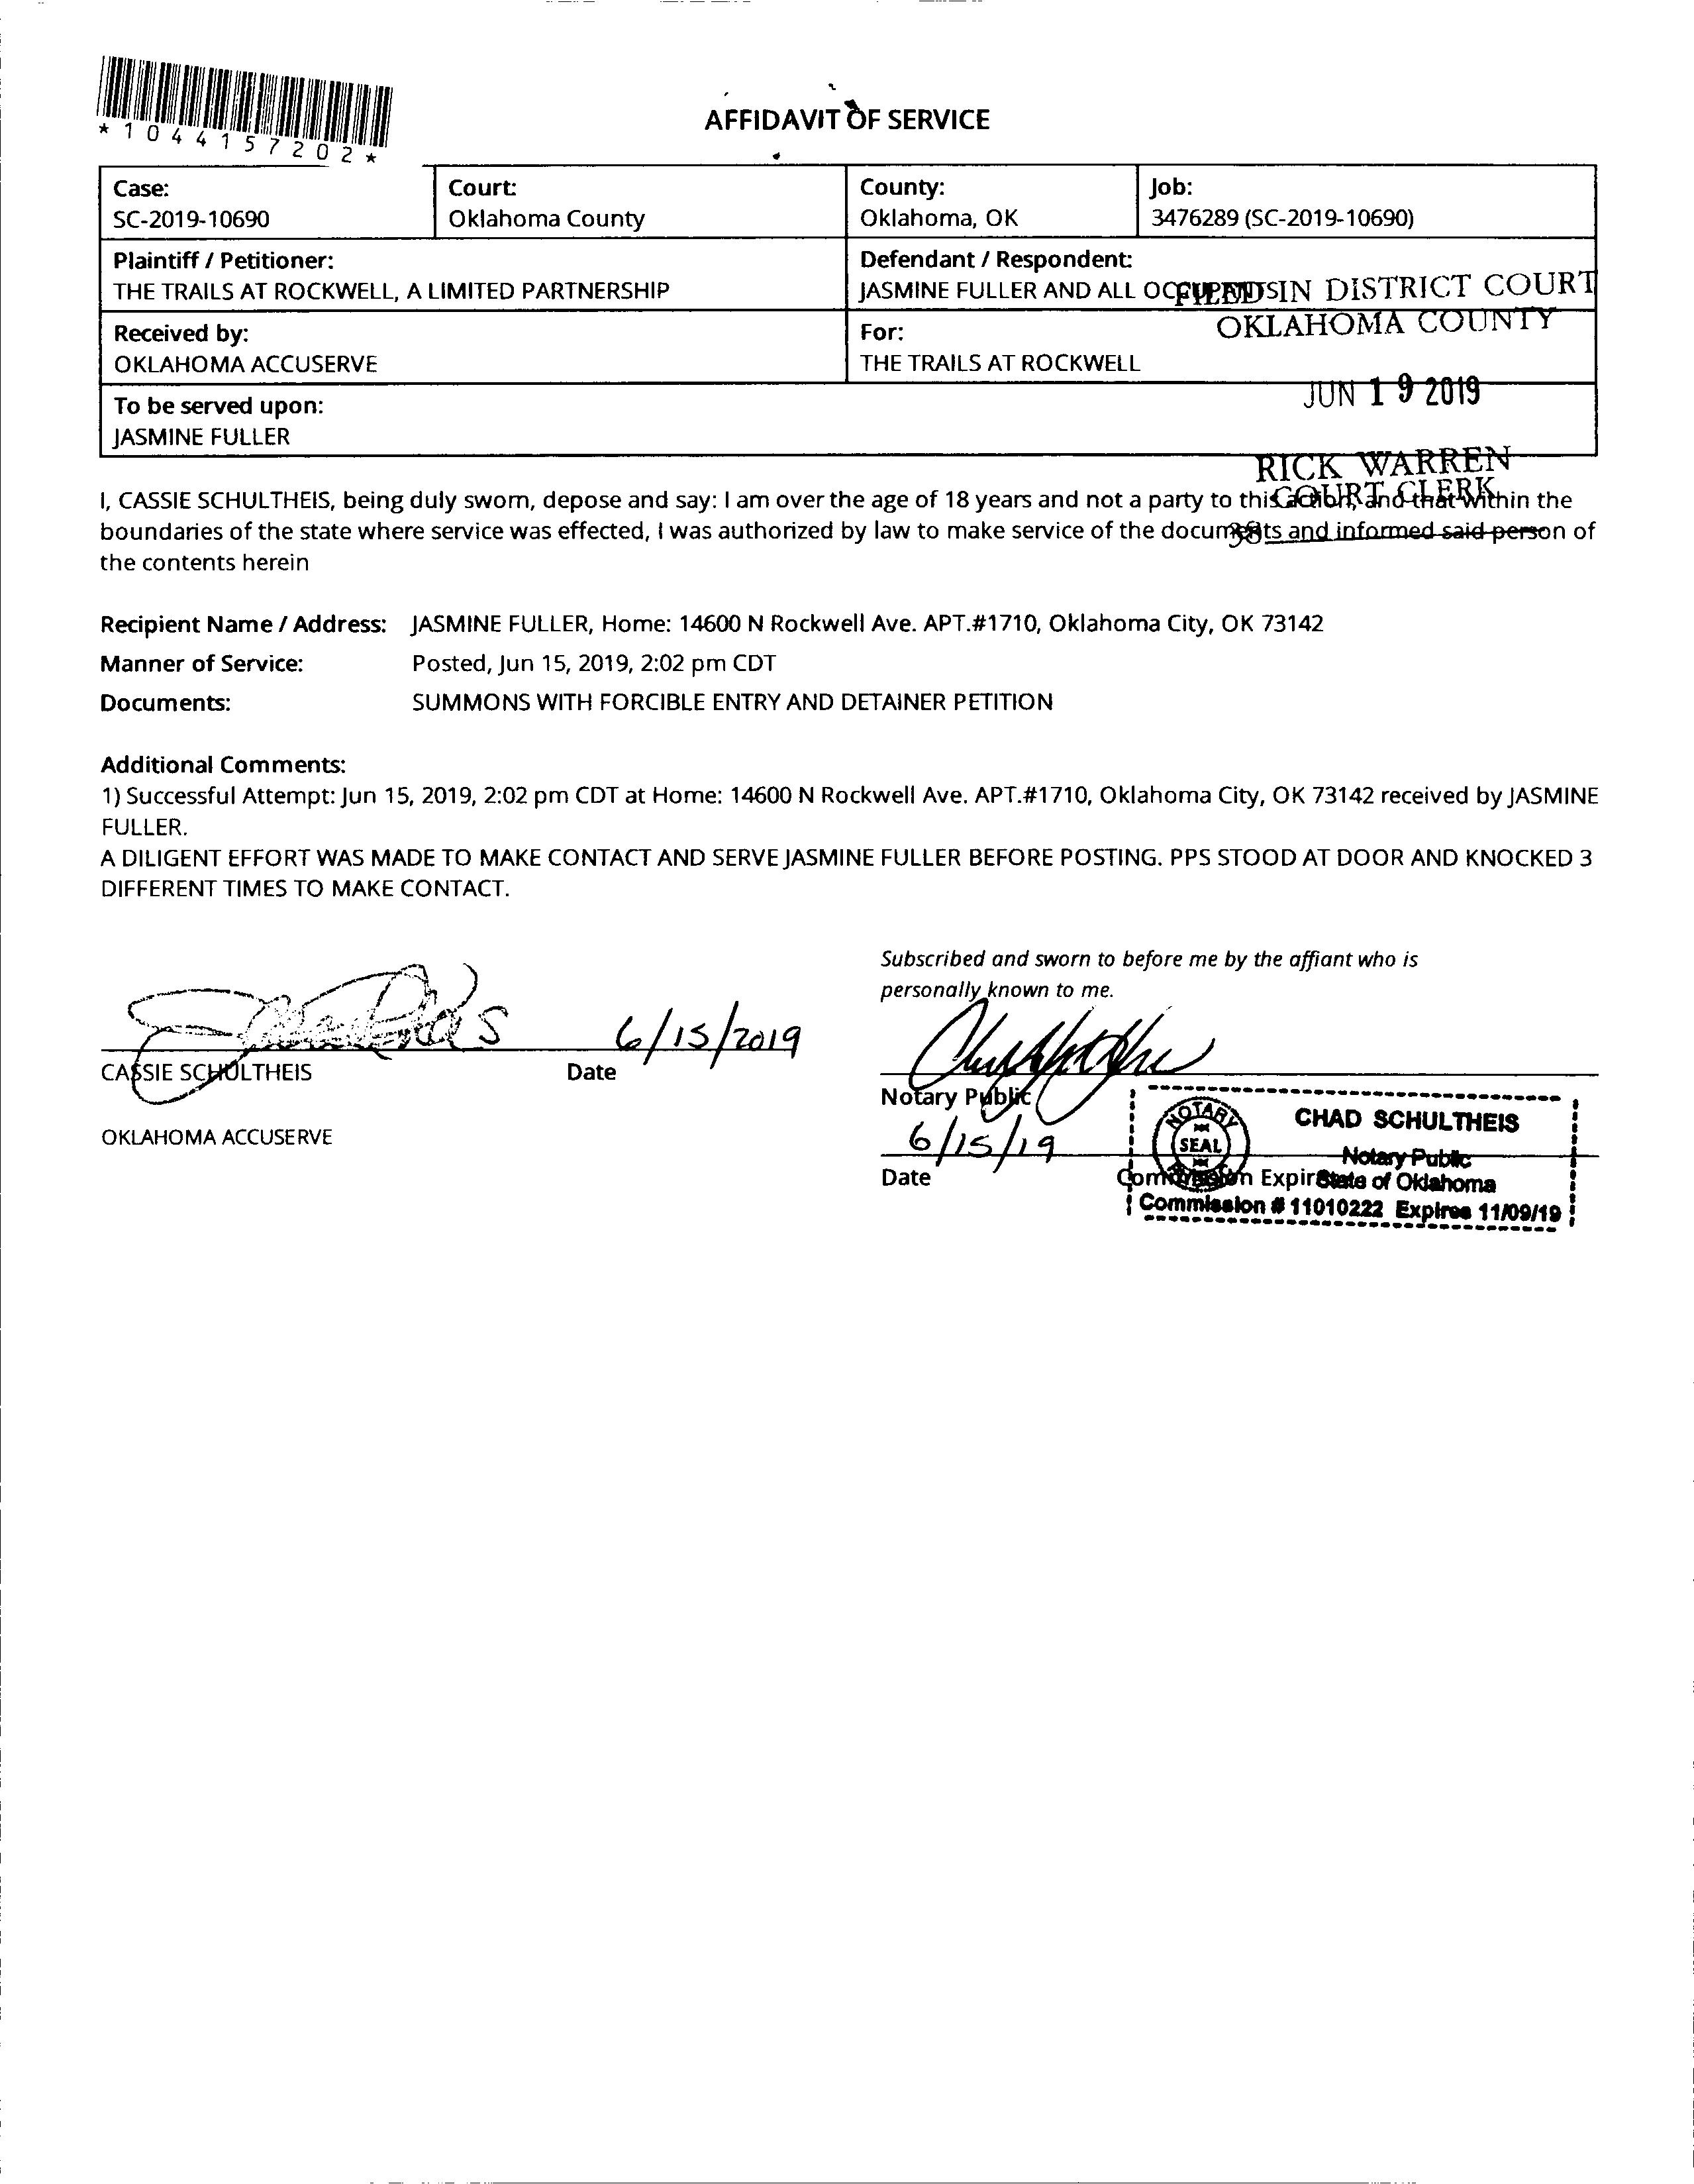 *1044157202*
AFFIDAVIT OF SERVICE
Case:
SC-2019-10690
Court:
Oklahoma County
County:
Oklahoma, OK
Job:
3476289 (SC-2019-10690)
Plaintiff / Petitioner:
THE TRAILS AT ROCKWELL, A LIMITED PARTNERSHIP
Defendant / Respondent:
JASMINE FULLER AND ALL OCCUPANTS
FILED IN DISTRICT COURT
OKLAHOMA COUNTY
Received by:
OKLAHOMA ACCUSERVE
For:
THE TRAILS AT ROCKWELL
JUN 19 2019
To be served upon:
JASMINE FULLER
RICK WARREN
COURT CLERK
I, CASSIE SCHULTHEIS, being duly sworn, depose and say: I am over the age of 18 years and not a party to this action, and that within the
boundaries of the state where service was effected, I was authorized by law to make service of the documents and informed said person of
the contents herein
Recipient Name / Address: JASMINE FULLER, Home: 14600 N Rockwell Ave. APT.#1710, Oklahoma City, OK 73142
Manner of Service: Posted, Jun 15, 2019, 2:02 pm CDT
Documents: SUMMONS WITH FORCIBLE ENTRY AND DETAINER PETITION
Additional Comments:
1) Successful Attempt: Jun 15, 2019, 2:02 pm CDT at Home: 14600 N Rockwell Ave. APT.#1710, Oklahoma City, OK 73142 received by JASMINE
FULLER.
A DILIGENT EFFORT WAS MADE TO MAKE CONTACT AND SERVE JASMINE FULLER BEFORE POSTING. PPS STOOD AT DOOR AND KNOCKED 3
DIFFERENT TIMES TO MAKE CONTACT.
6/15/2019
CASSIE SCHULTHEIS Date
OKLAHOMA ACCUSERVE
Subscribed and sworn to before me by the affiant who is
personally known to me.
Notary Public
6/15/19
Date Commission Expires
NOTARY
SEAL
CHAD SCHULTHEIS
Notary Public
State of Oklahoma
Commission # 11010222 Expires 11/09/19